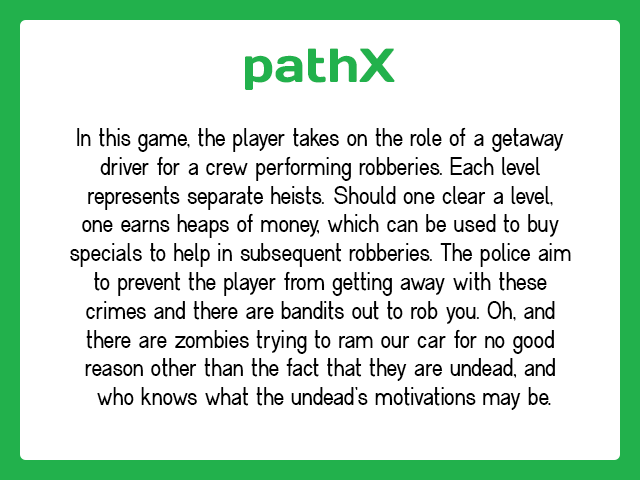 pathX
In this game, the player takes on the role of a getaway
driver for a crew performing robberies. Each level
represents separate heists. Should one clear a level,
one earns heaps of money, which can be used to buy
specials to help in subsequent robberies. The police aim
to prevent the player from getting away with these
crimes and there are bandits out to rob you. Oh, and
there are zombies trying to ram our car for no good
reason other than the fact that they are undead, and
who knows what the undead's motivations may be.